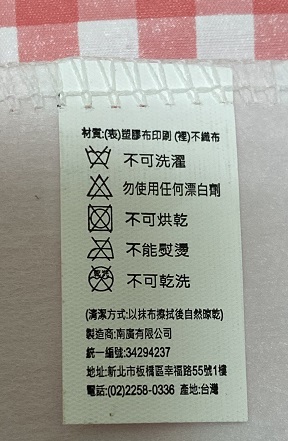 材質:(表)塑膠布印刷 (裡)不織布
不可洗濯
勿使用任何漂白劑
不可烘乾
不能熨燙
不可乾洗
(清潔方式:以抹布擦拭後自然晾乾)
製造商:南廣有限公司
統一編號:34294237
地址:新北市板橋區幸福路55號1樓
電話:(02)2258-0336 產地:台灣